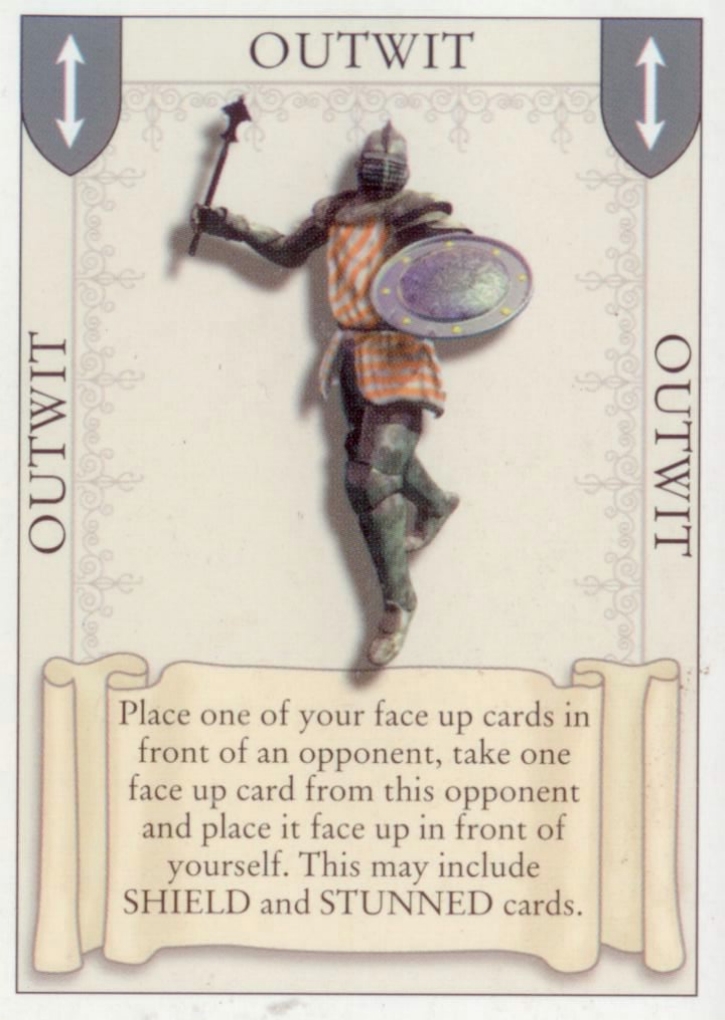 OUTWIT
OUTWIT
OUTWIT
Place one of your face up cards in
front of an opponent, take one
face up card from this opponent
and place it face up in front of
yourself. This may include
SHIELD and STUNNED cards.